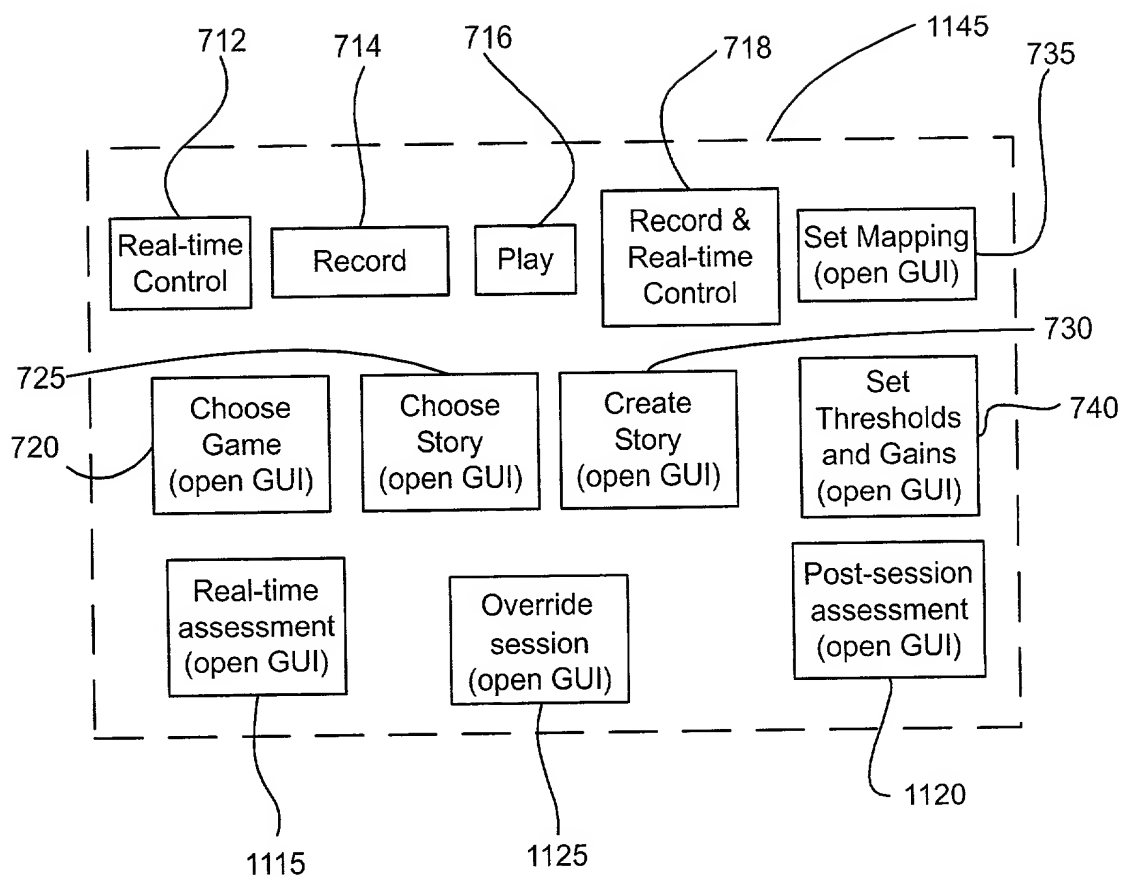 712
714
716
718
1145
735
Real-time
Control
Record
Play
Record &
Real-time
Control
Set Mapping
(open GUI)
725
730
720
Choose
Game
(open GUI)
Choose
Story
(open GUI)
Create
Story
(open GUI)
Set
Thresholds
and Gains
(open GUI)
740
Real-time
assessment
(open GUI)
Override
session
(open GUI)
Post-session
assessment
(open GUI)
1115
1125
1120